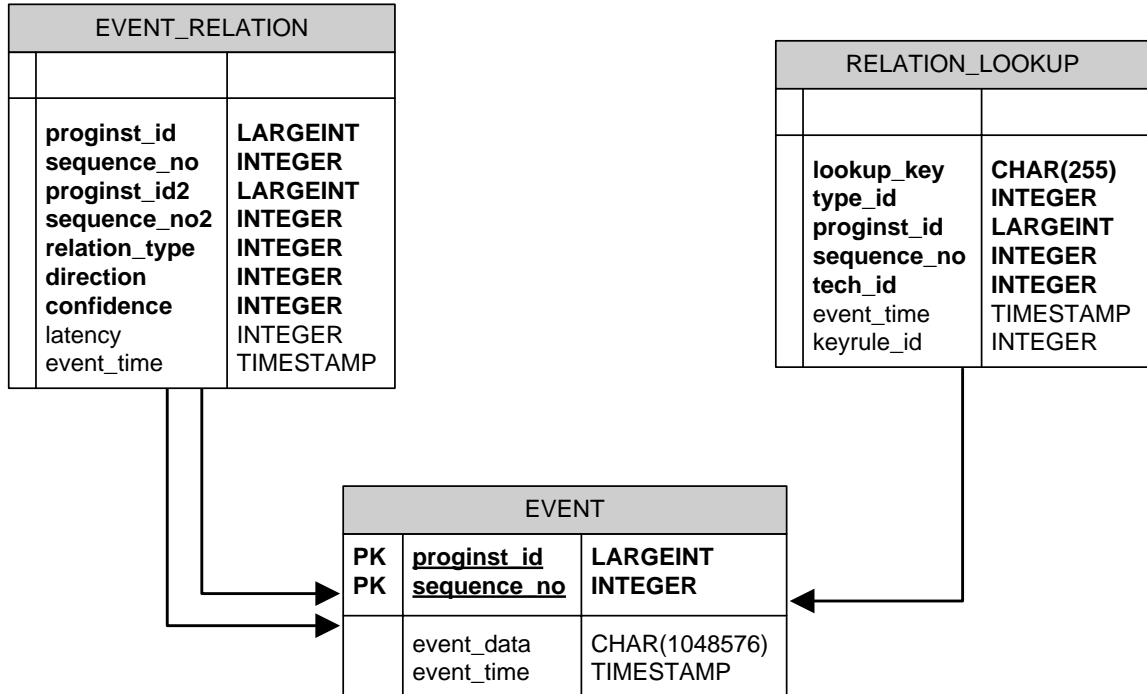 EVENT_RELATION
proginst_id LARGEINT
sequence_no INTEGER
proginst_id2 LARGEINT
sequence_no2 INTEGER
relation_type INTEGER
direction INTEGER
confidence INTEGER
latency INTEGER
event_time TIMESTAMP
RELATION_LOOKUP
lookup_key CHAR(255)
type_id INTEGER
proginst_id LARGEINT
sequence_no INTEGER
tech_id INTEGER
event_time TIMESTAMP
keyrule_id INTEGER
EVENT
PK proginst_id LARGEINT
PK sequence_no INTEGER
event_data CHAR(1048576)
event_time TIMESTAMP